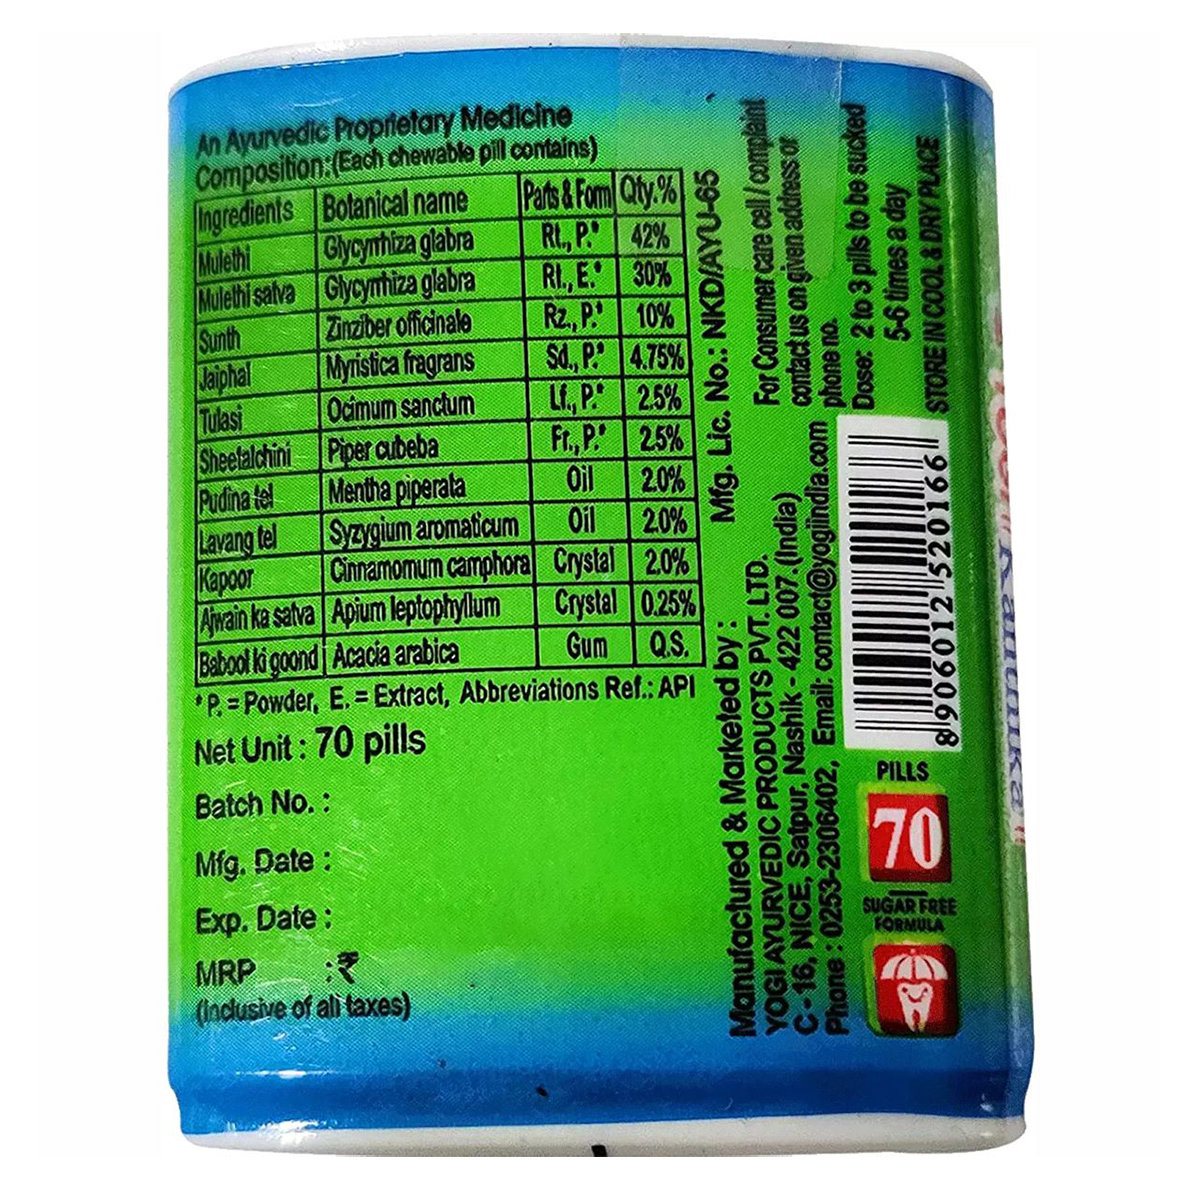 An Ayurvedic Proprietary Medicine
Composition:(Each chewable pill contains)
Ingredients Botanical name Parts & Form Qty.%
Mulethi Glycyrrhiza glabra Rt., P.* 42%
Mulethi satva Glycyrrhiza glabra Rt., E.* 30%
Sunth Zinziber officinale Rz., P.* 10%
Jaiphal Myristica fragrans Sd., P.* 4.75%
Tulasi Ocimum sanctum Lf., P.* 2.5%
Sheetalchini Piper cubeba Fr., P.* 2.5%
Pudina tel Mentha piperata Oil 2.0%
Lavang tel Syzygium aromaticum Oil 2.0%
Kapoor Cinnamomum camphora Crystal 2.0%
Ajwain ka satva Apium leptophyllum Crystal 0.25%
Babool ki goond Acacia arabica Gum Q.S.
* P. = Powder, E. = Extract, Abbreviations Ref.: API
Net Unit : 70 pills
Batch No. :
Mfg. Date :
Exp. Date :
MRP :₹
(Inclusive of all taxes)
Mfg. Lic. No.: NKD/AYU-65
Manufactured & Marketed by :
YOGI AYURVEDIC PRODUCTS PVT. LTD.
C - 16, NICE, Satpur, Nashik - 422 007.(India)
Phone : 0253-2306402, Email: contact@yogiindia.com
For Consumer care cell / complaint
contact us on given address or
phone no.
Dose: 2 to 3 pills to be sucked
5-6 times a day
STORE IN COOL & DRY PLACE
8906012520166
PILLS
70
SUGAR FREE
FORMULA
Kanthika